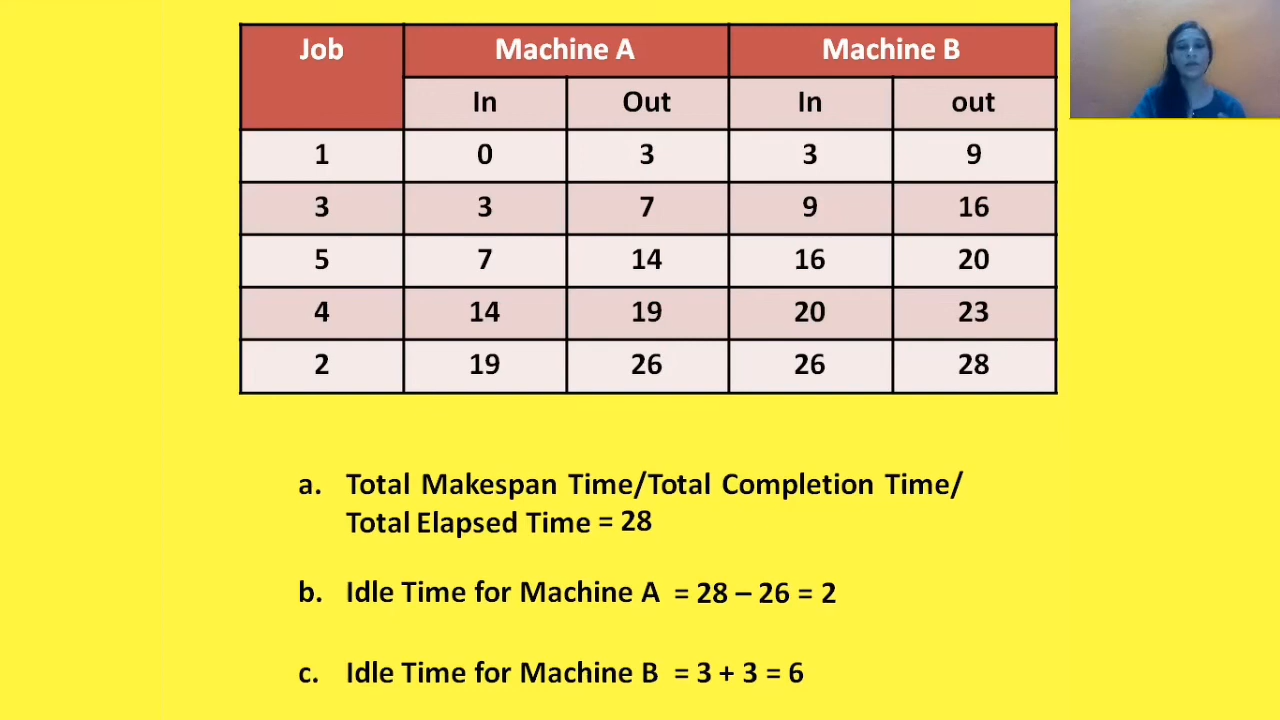 Job Machine A Machine B
In Out In out
1 0 3 3 9
3 3 7 9 16
5 7 14 16 20
4 14 19 20 23
2 19 26 26 28
a. Total Makespan Time/Total Completion Time/
Total Elapsed Time = 28
b. Idle Time for Machine A = 28 – 26 = 2
c. Idle Time for Machine B = 3 + 3 = 6